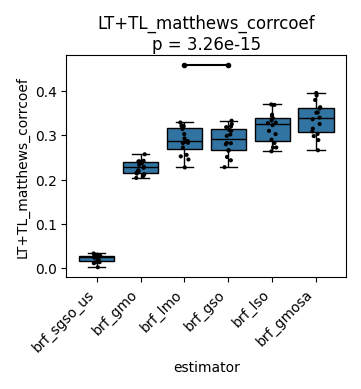 LT+TL_matthews_corrcoef
p = 3.26e-15
LT+TL_matthews_corrcoef
0.4
0.3
0.2
0.1
0.0
brf_sgso_us
brf_gmo
brf_lmo
brf_gso
brf_lso
brf_gmosa
estimator